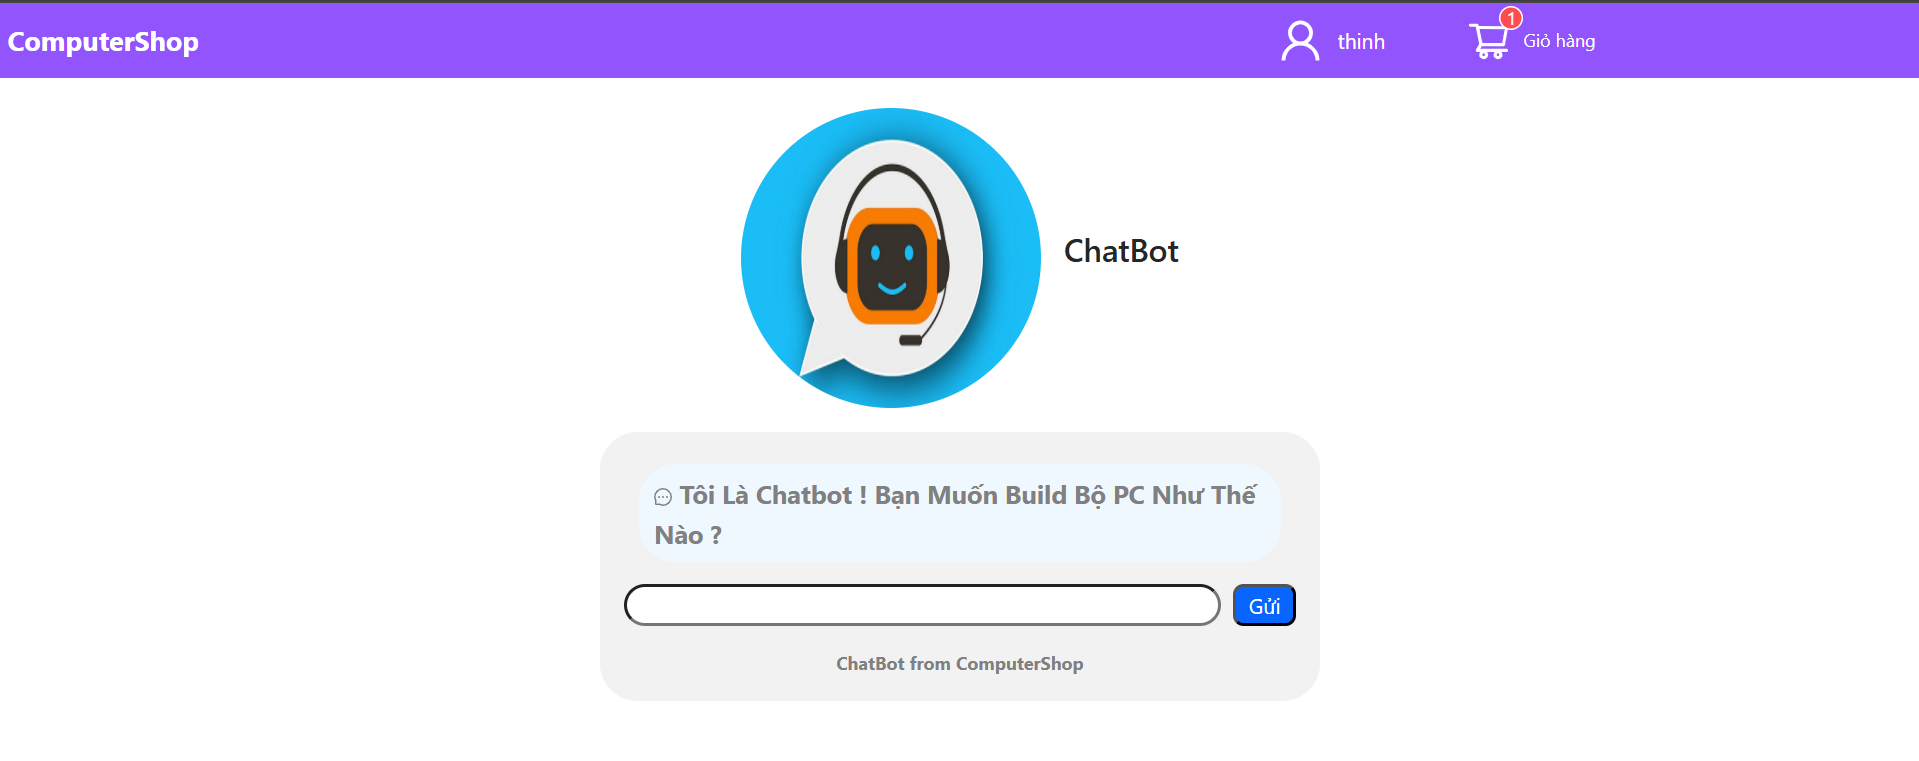 ComputerShop
thinh
1
Giỏ hàng
ChatBot
Tôi Là Chatbot ! Bạn Muốn Build Bộ PC Như Thế
Nào ?
Gửi
ChatBot from ComputerShop